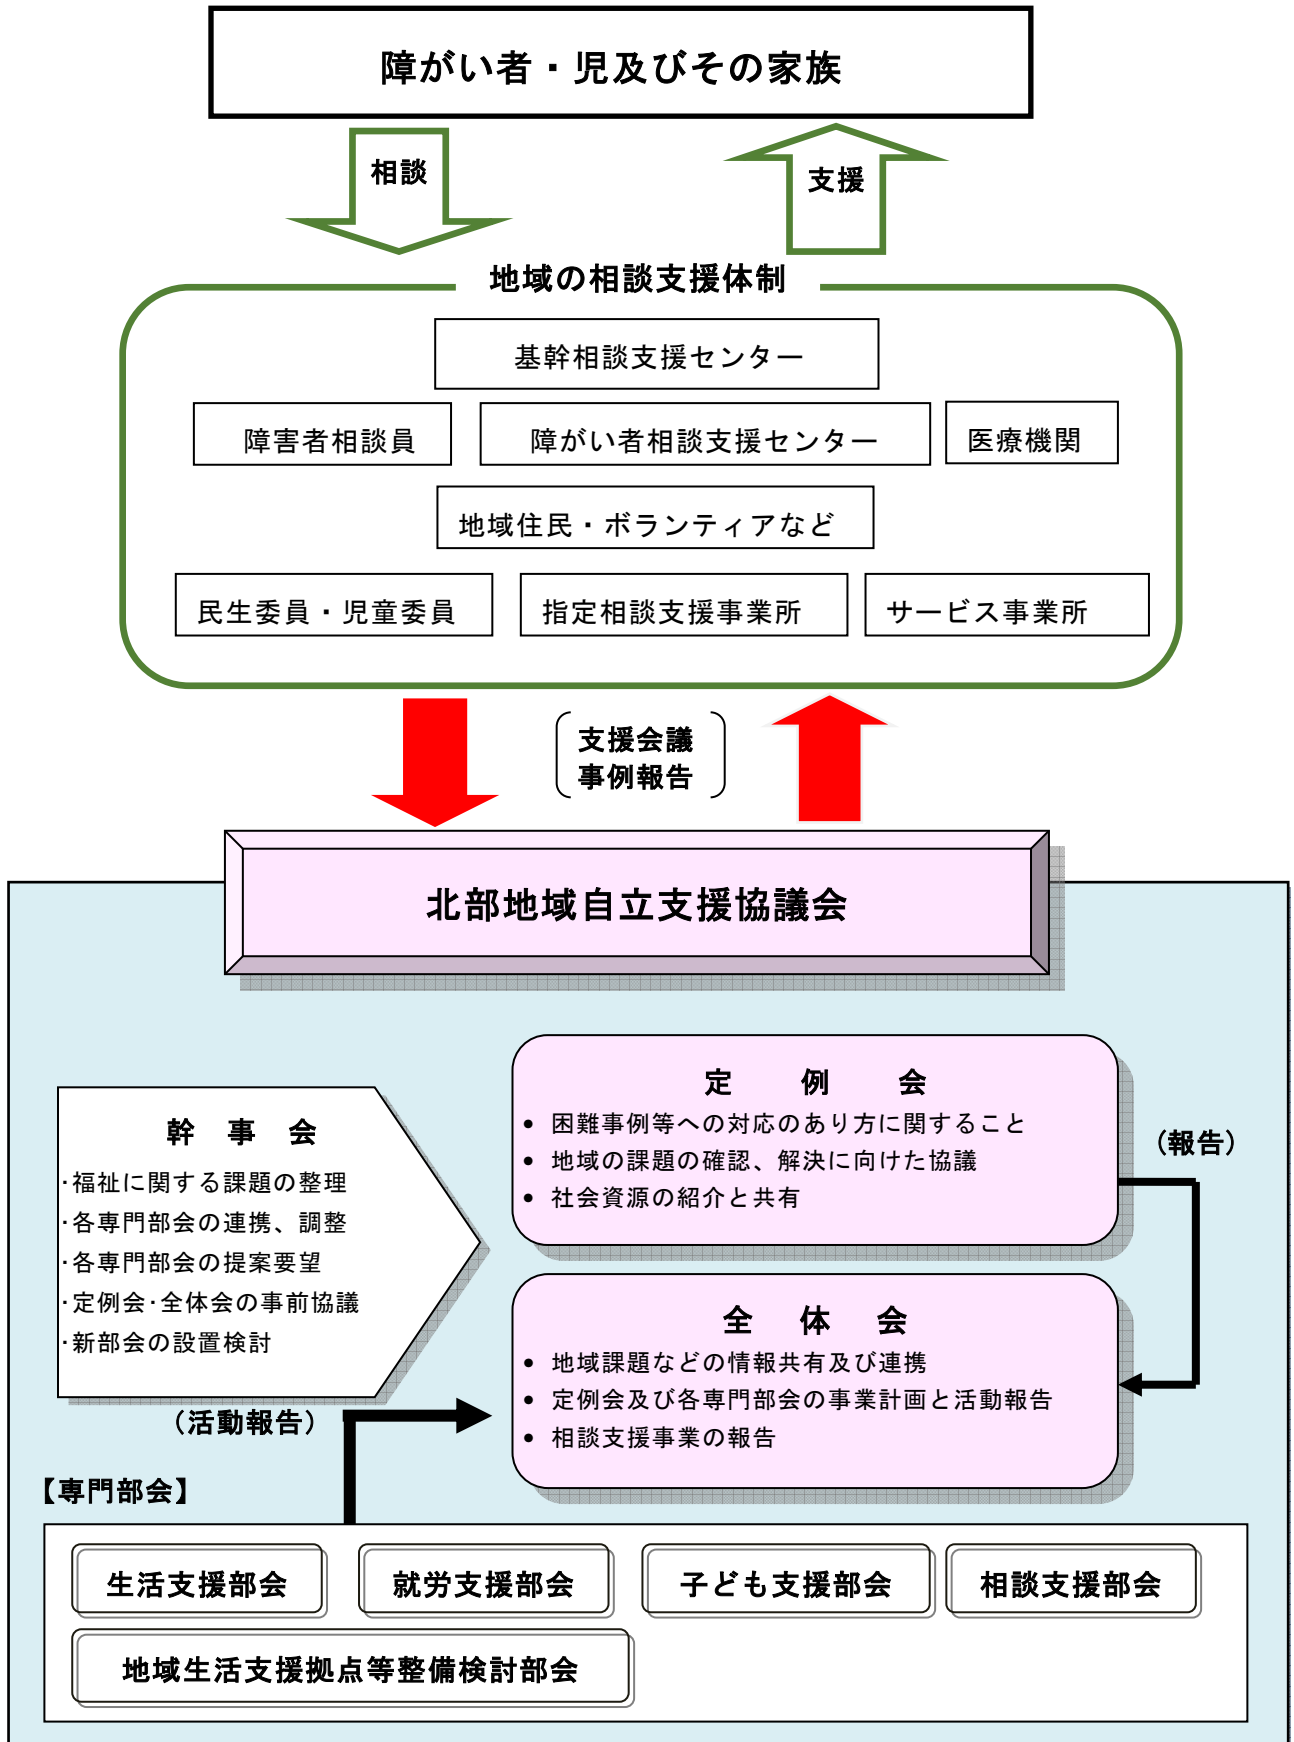 障がい者・児及びその家族
相談
支援
地域の相談支援体制
基幹相談支援センター
障害者相談員
障がい者相談支援センター
医療機関
地域住民・ボランティアなど
民生委員・児童委員
指定相談支援事業所
サービス事業所
支援会議
事例報告
北部地域自立支援協議会
定　例　会
• 困難事例等への対応のあり方に関すること
• 地域の課題の確認、解決に向けた協議
• 社会資源の紹介と共有
（報告）
幹　事　会
・福祉に関する課題の整理
・各専門部会の連携、調整
・各専門部会の提案要望
・定例会・全体会の事前協議
・新部会の設置検討
全　体　会
• 地域課題などの情報共有及び連携
• 定例会及び各専門部会の事業計画と活動報告
• 相談支援事業の報告
（活動報告）
【専門部会】
生活支援部会
就労支援部会
子ども支援部会
相談支援部会
地域生活支援拠点等整備検討部会